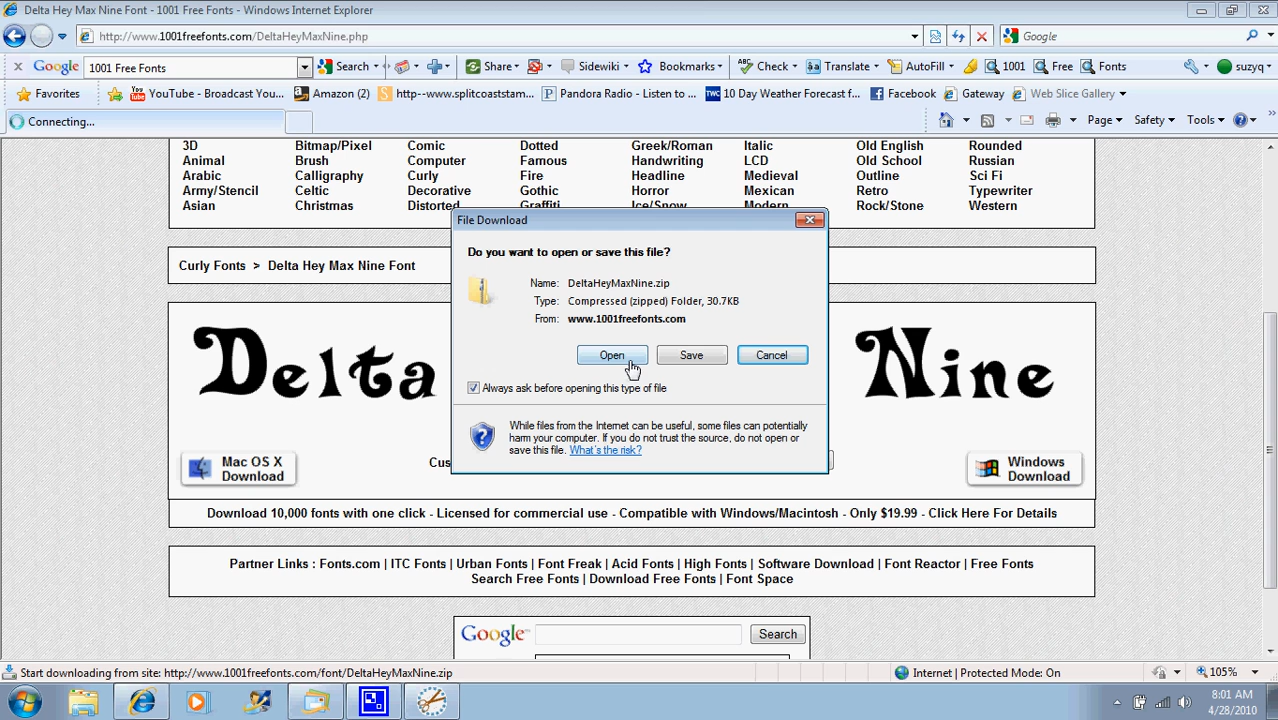 Delta Hey Max Nine Font - 1001 Free Fonts - Windows Internet Explorer
http://www.1001freefonts.com/DeltaHeyMaxNine.php
Google
Google 1001 Free Fonts Search Share Sidewiki Bookmarks Check Translate AutoFill 1001 Free Fonts suzyq
Favorites YouTube - Broadcast You... Amazon (2) http--www.splitcoaststam... Pandora Radio - Listen to ... 10 Day Weather Forecast f... Facebook Gateway Web Slice Gallery
Connecting... Page Safety Tools
3D Bitmap/Pixel Comic Dotted Greek/Roman Italic Old English Rounded
Animal Brush Computer Famous Handwriting LCD Old School Russian
Arabic Calligraphy Curly Fire Headline Medieval Outline Sci Fi
Army/Stencil Celtic Decorative Gothic Horror Mexican Retro Typewriter
Asian Christmas Distorted Graffiti Ice/Snow Modern Rock/Stone Western
File Download
Do you want to open or save this file?
Name: DeltaHeyMaxNine.zip
Type: Compressed (zipped) Folder, 30.7KB
From: www.1001freefonts.com
Open Save Cancel
Always ask before opening this type of file
While files from the Internet can be useful, some files can potentially
harm your computer. If you do not trust the source, do not open or
save this file. What's the risk?
Curly Fonts > Delta Hey Max Nine Font
Delta Nine
Mac OS X
Download
Cus
Windows
Download
Download 10,000 fonts with one click - Licensed for commercial use - Compatible with Windows/Macintosh - Only $19.99 - Click Here For Details
Partner Links : Fonts.com | ITC Fonts | Urban Fonts | Font Freak | Acid Fonts | High Fonts | Software Download | Font Reactor | Free Fonts
Search Free Fonts | Download Free Fonts | Font Space
Google Search
Start downloading from site: http://www.1001freefonts.com/font/DeltaHeyMaxNine.zip
Internet | Protected Mode: On
105%
8:01 AM
4/28/2010